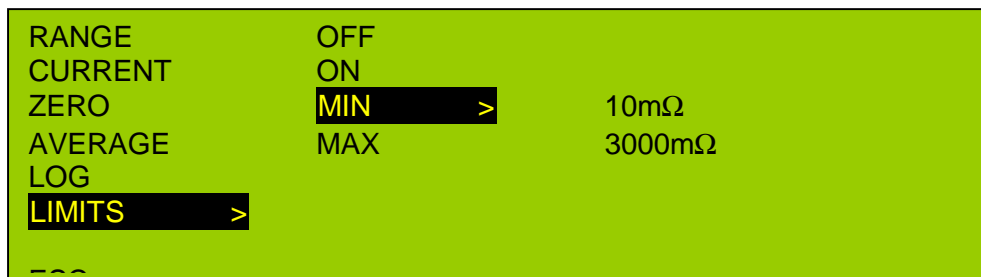 RANGE OFF
CURRENT ON
ZERO MIN > 10mΩ
AVERAGE MAX 3000mΩ
LOG
LIMITS >